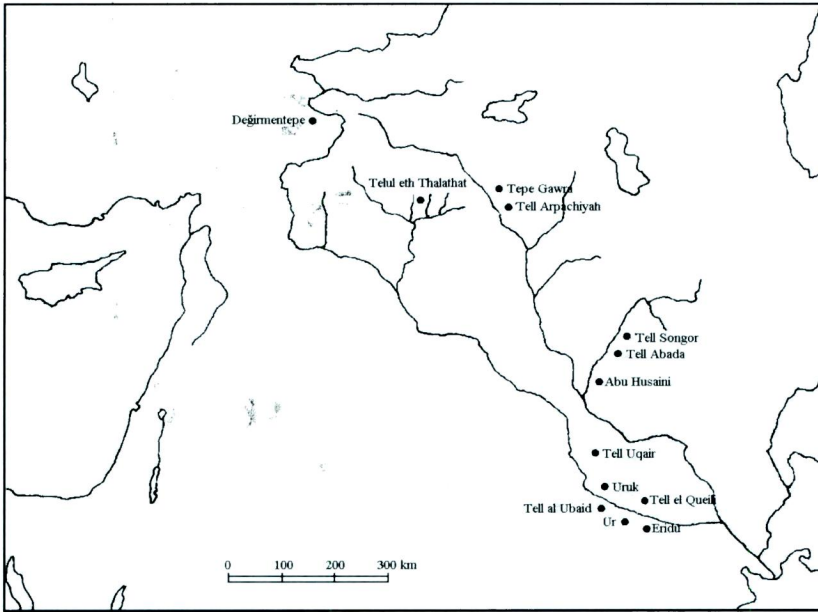 Değirmentepe
Telul eth Thalathat
Tepe Gawra
Tell Arpachiyah
Tell Songor
Tell Abada
Abu Husaini
Tell Uqair
Uruk
Tell el Queili
Tell al Ubaid
Ur
Eridu
0 100 200 300 km